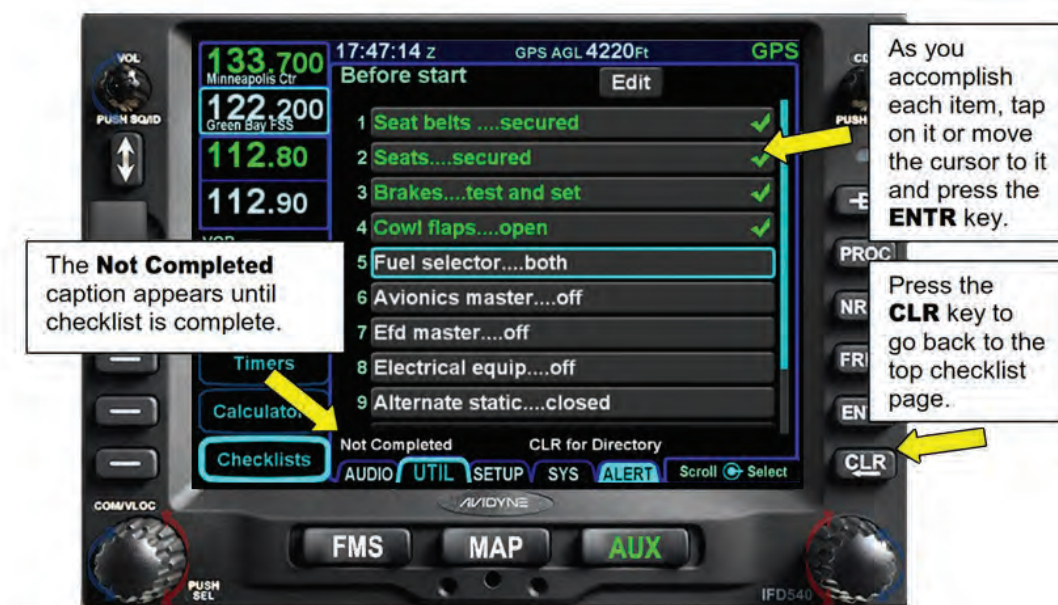 VOL
PUSH SQ/ID
133.700
Minneapolis Ctr
122.200
Green Bay FSS
112.80
112.90
17:47:14 Z GPS AGL 4220Ft GPS
Before start Edit
1 Seat belts ....secured
2 Seats....secured
3 Brakes....test and set
4 Cowl flaps....open
5 Fuel selector....both
6 Avionics master....off
7 Efd master....off
8 Electrical equip....off
9 Alternate static....closed
Not Completed CLR for Directory
AUDIO UTIL SETUP SYS ALERT Scroll Select
Timers
Calculator
Checklists
The Not Completed
caption appears until
checklist is complete.
As you
accomplish
each item, tap
on it or move
the cursor to it
and press the
ENTR key.
PROC
Press the
CLR key to
go back to the
top checklist
page.
CLR
COM/VLOC
PUSH
SEL
AVIDYNE
FMS MAP AUX
IFD540